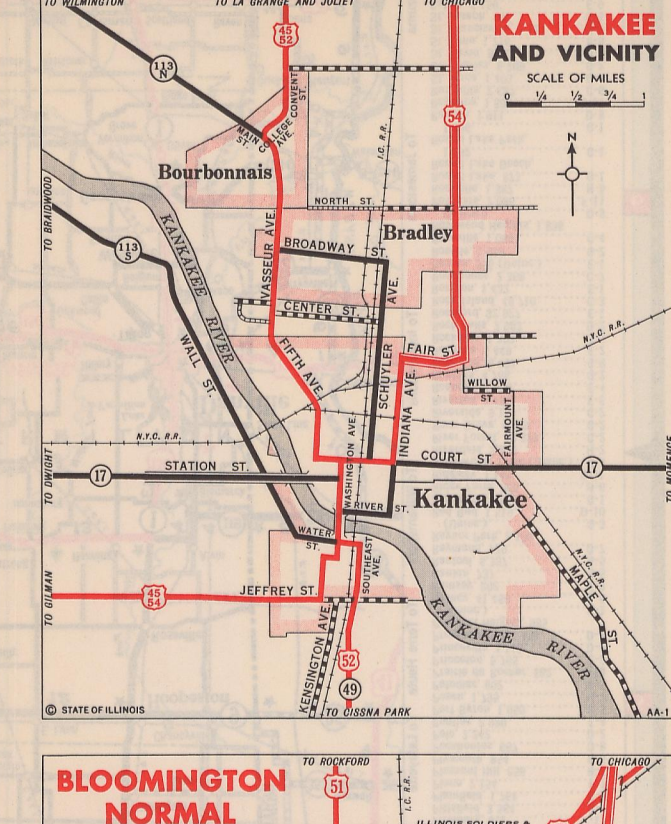 TO WILMINGTON
TO LA GRANGE AND JOLIET
TO CHICAGO
KANKAKEE
AND VICINITY
SCALE OF MILES
0 1/4 1/2 3/4 1
N
45
52
113
N
54
CONVENT
ST.
COLLEGE
AVE.
MAIN
ST.
I.C. R.R.
Bourbonnais
NORTH ST.
Bradley
TO BRAIDWOOD
113
S
KANKAKEE
RIVER
VASSEUR AVE.
BROADWAY ST.
AVE.
CENTER ST.
SCHUYLER
FIFTH AVE.
FAIR ST.
INDIANA AVE.
N.Y.C. R.R.
WILLOW
ST.
FAIRMOUNT
AVE.
WALL ST.
N.Y.C. R.R.
TO DWIGHT
17
STATION ST.
WASHINGTON AVE.
COURT ST.
17
TO MOMENCE
Kankakee
RIVER ST.
WATER
ST.
SOUTHEAST
AVE.
N.Y.C. R.R.
MAPLE ST.
TO GILMAN
45
54
JEFFREY ST.
KENSINGTON AVE.
KANKAKEE
RIVER
52
49
© STATE OF ILLINOIS
TO CISSNA PARK
AA-1
BLOOMINGTON
NORMAL
TO ROCKFORD
51
I.C. R.R.
TO CHICAGO
ILLINOIS SOLDIERS &